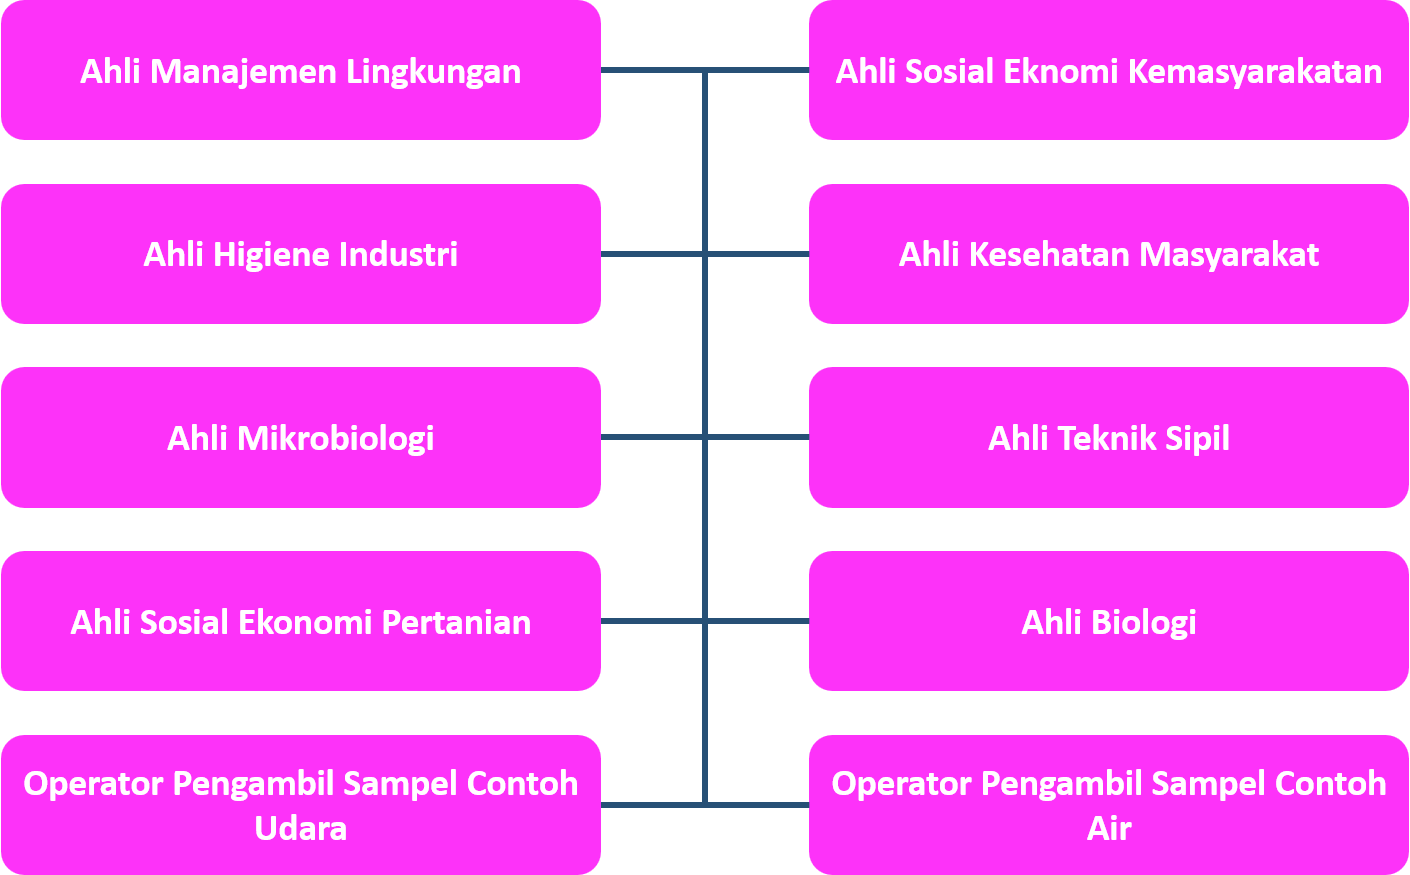 Ahli Manajemen Lingkungan
Ahli Sosial Eknomi Kemasyarakatan
Ahli Higiene Industri
Ahli Kesehatan Masyarakat
Ahli Mikrobiologi
Ahli Teknik Sipil
Ahli Sosial Ekonomi Pertanian
Ahli Biologi
Operator Pengambil Sampel Contoh
Udara
Operator Pengambil Sampel Contoh
Air